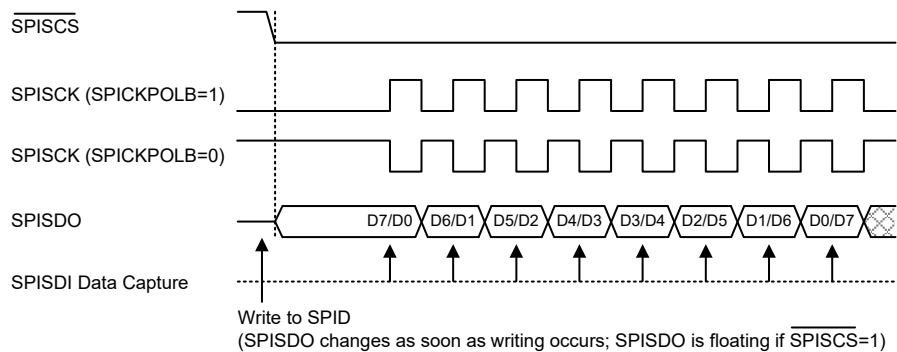 SPISCS
SPISCK (SPICKPOLB=1)
SPISCK (SPICKPOLB=0)
SPISDO
D7/D0 D6/D1 D5/D2 D4/D3 D3/D4 D2/D5 D1/D6 D0/D7
SPISDI Data Capture
Write to SPID
(SPISDO changes as soon as writing occurs; SPISDO is floating if SPISCS=1)